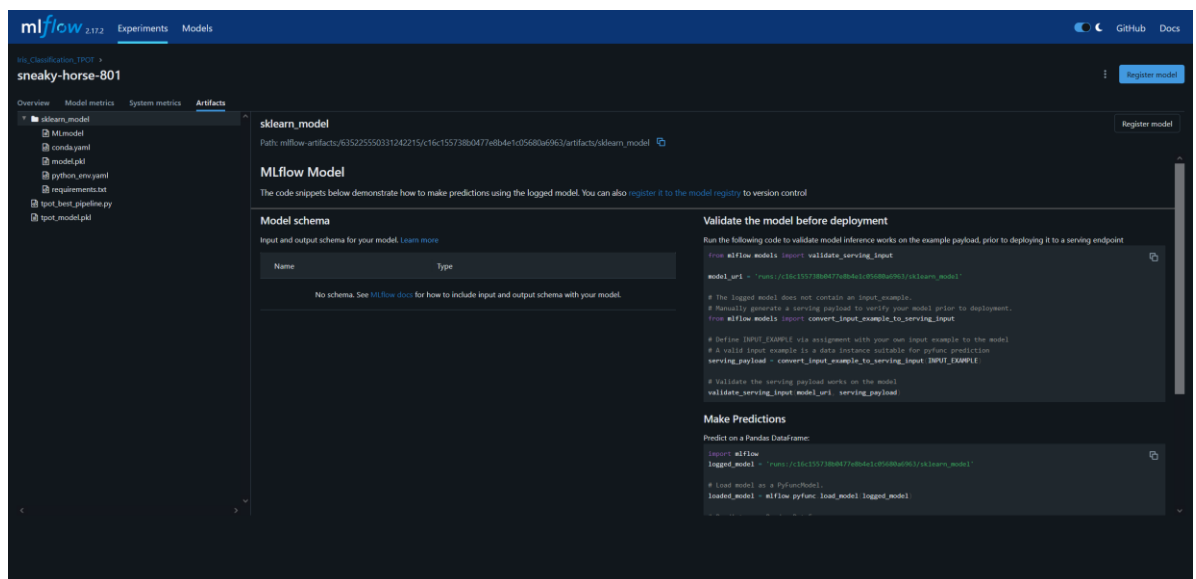 mlflow 2.17.2 Experiments Models GitHub Docs
Iris_Classification_TPOT >
sneaky-horse-801
Register model
Overview Model metrics System metrics Artifacts
sklearn_model
MLmodel
conda.yaml
model.pkl
python_env.yaml
requirements.txt
tpot_best_pipeline.py
tpot_model.pkl
sklearn_model
Register model
Path: mlflow-artifacts:/635225550331242215/c16c155738b0477e8b4e1c05680a6963/artifacts/sklearn_model
MLflow Model
The code snippets below demonstrate how to make predictions using the logged model. You can also register it to the model registry to version control
Model schema
Input and output schema for your model. Learn more
Name Type
No schema. See MLflow docs for how to include input and output schema with your model.
Validate the model before deployment
Run the following code to validate model inference works on the example payload, prior to deploying it to a serving endpoint
from mlflow.models import validate_serving_input
model_uri = 'runs:/c16c155738b0477e8b4e1c05680a6963/sklearn_model'
# The logged model does not contain an input_example.
# Manually generate a serving payload to verify your model prior to deployment.
from mlflow.models import convert_input_example_to_serving_input
# Define INPUT_EXAMPLE via assignment with your own input example to the model
# A valid input example is a data instance suitable for pyfunc prediction
serving_payload = convert_input_example_to_serving_input(INPUT_EXAMPLE)
# Validate the serving payload works on the model
validate_serving_input(model_uri, serving_payload)
Make Predictions
Predict on a Pandas DataFrame:
import mlflow
logged_model = 'runs:/c16c155738b0477e8b4e1c05680a6963/sklearn_model'
# Load model as a PyFuncModel.
loaded_model = mlflow.pyfunc.load_model(logged_model)